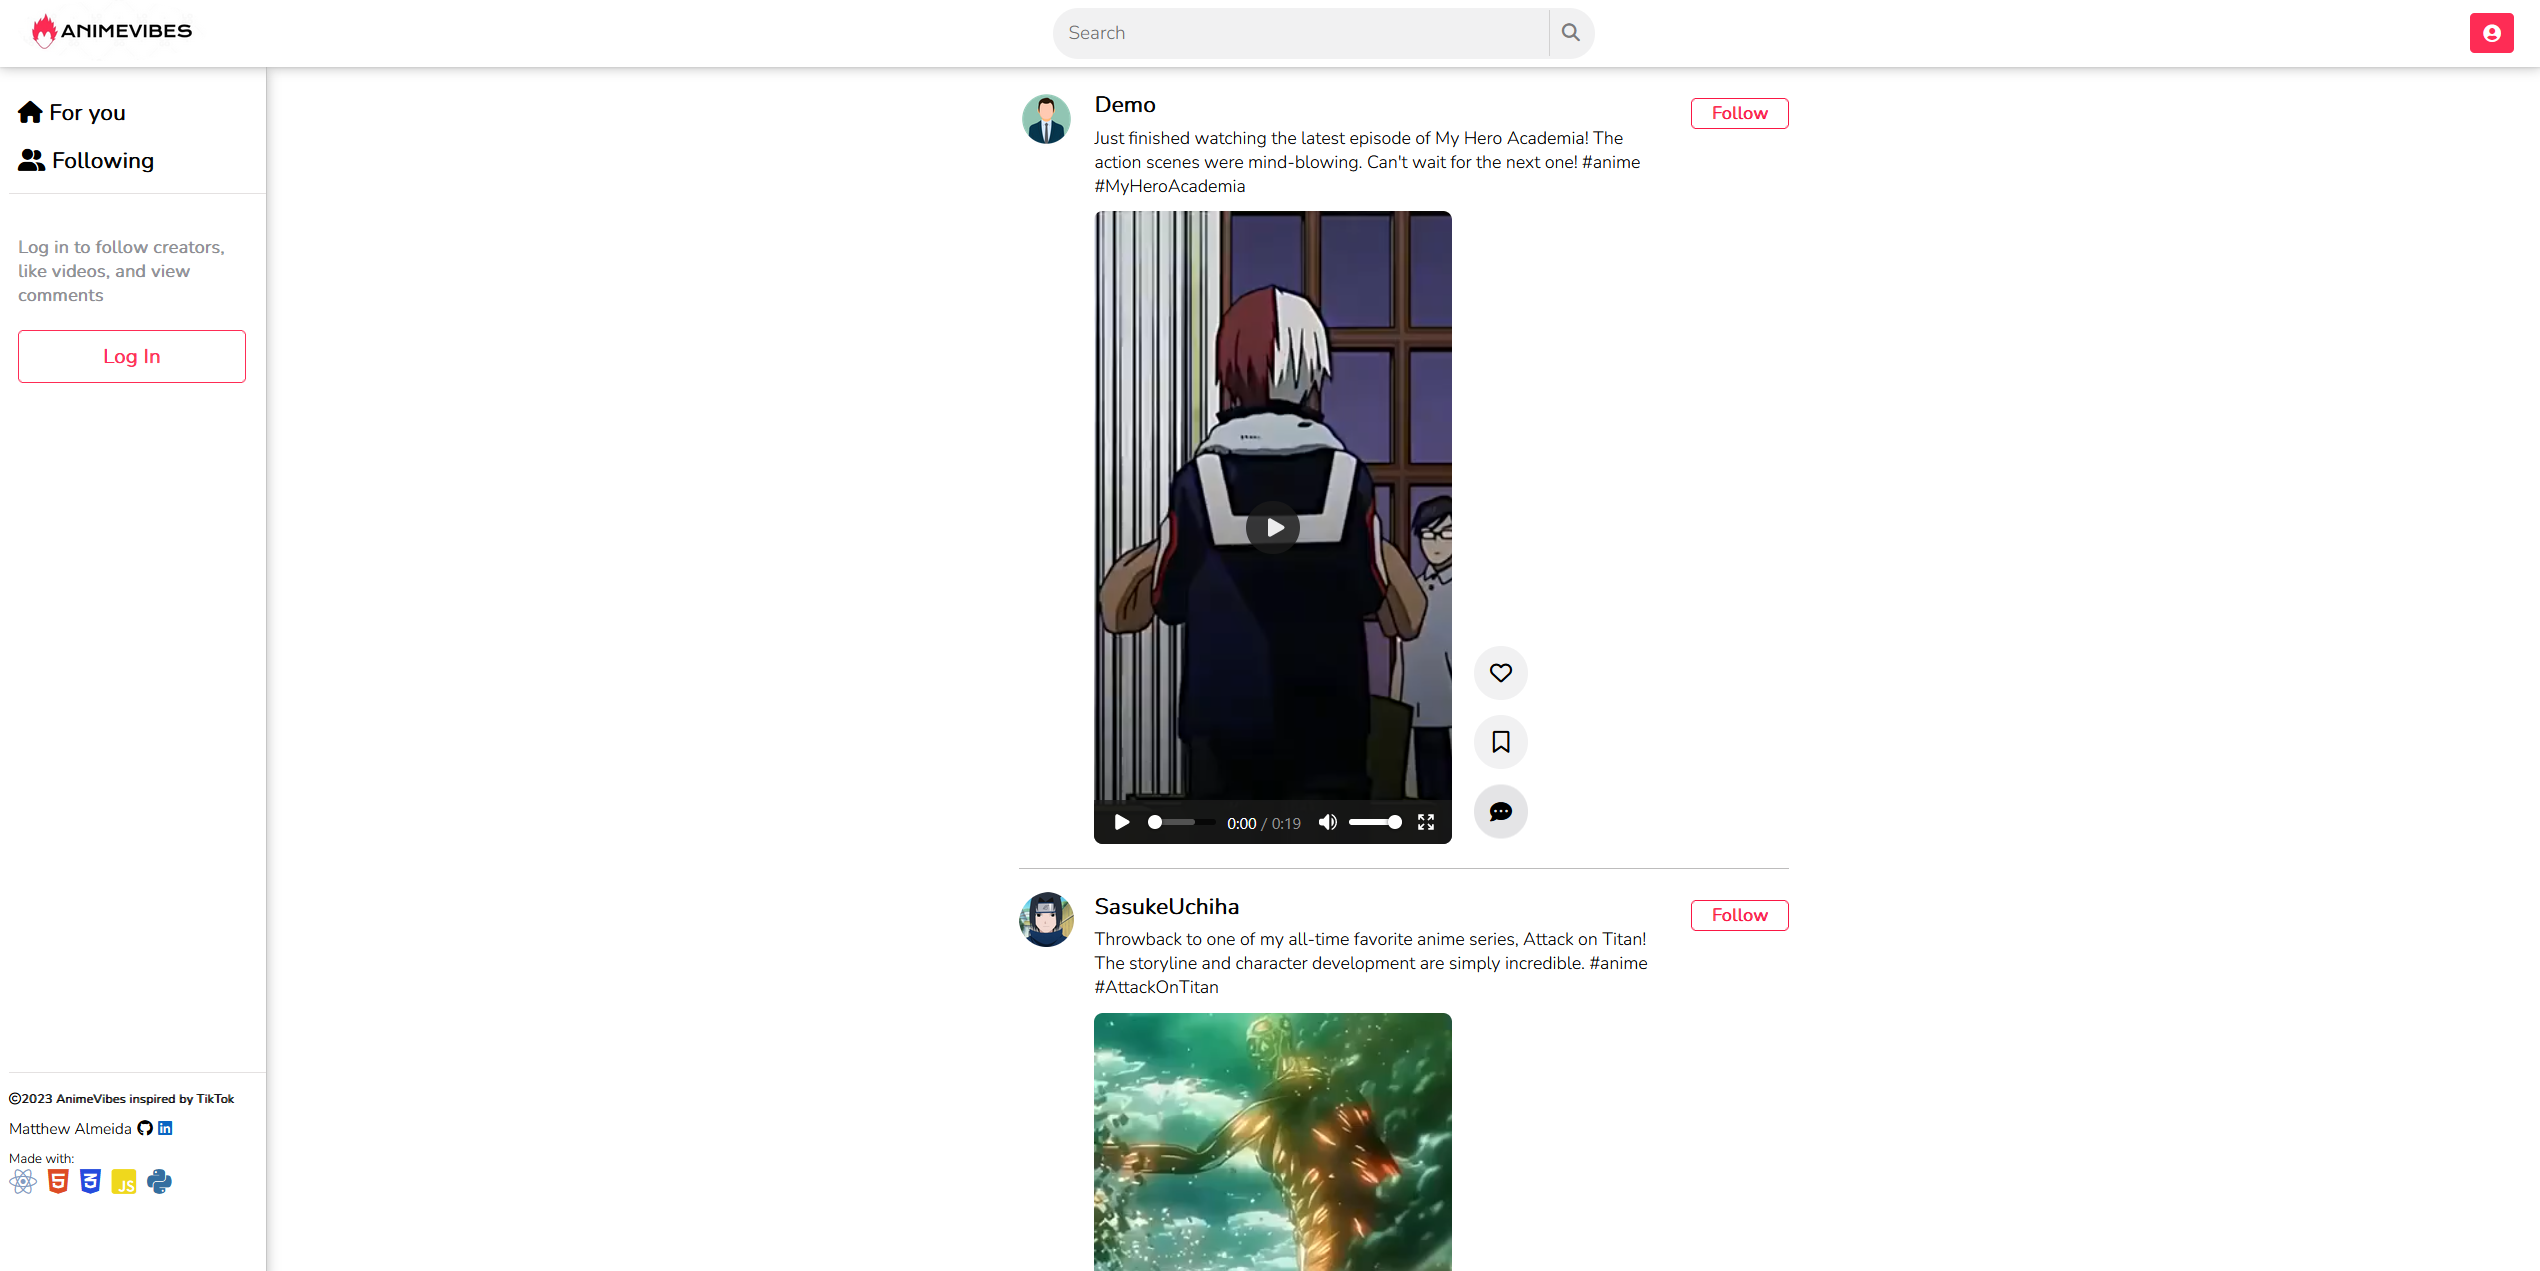 ANIMEVIBES
Search
For you
Following
Log in to follow creators,
like videos, and view
comments
Log In
Demo
Follow
Just finished watching the latest episode of My Hero Academia! The
action scenes were mind-blowing. Can't wait for the next one! #anime
#MyHeroAcademia
0:00 / 0:19
SasukeUchiha
Follow
Throwback to one of my all-time favorite anime series, Attack on Titan!
The storyline and character development are simply incredible. #anime
#AttackOnTitan
©2023 AnimeVibes inspired by TikTok
Matthew Almeida
Made with: